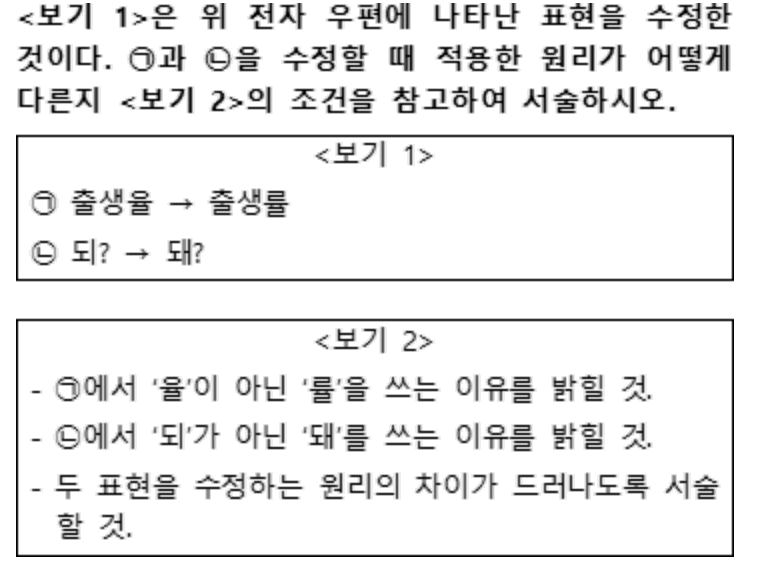 <보기 1>은 위 전자 우편에 나타난 표현을 수정한
것이다. ㉠과 ㉡을 수정할 때 적용한 원리가 어떻게
다른지 <보기 2>의 조건을 참고하여 서술하시오.
<보기 1>
㉠ 출생율 → 출생률
㉡ 되? → 돼?
<보기 2>
- ㉠에서 ‘율’이 아닌 ‘률’을 쓰는 이유를 밝힐 것.
- ㉡에서 ‘되’가 아닌 ‘돼’를 쓰는 이유를 밝힐 것.
- 두 표현을 수정하는 원리의 차이가 드러나도록 서술
할 것.